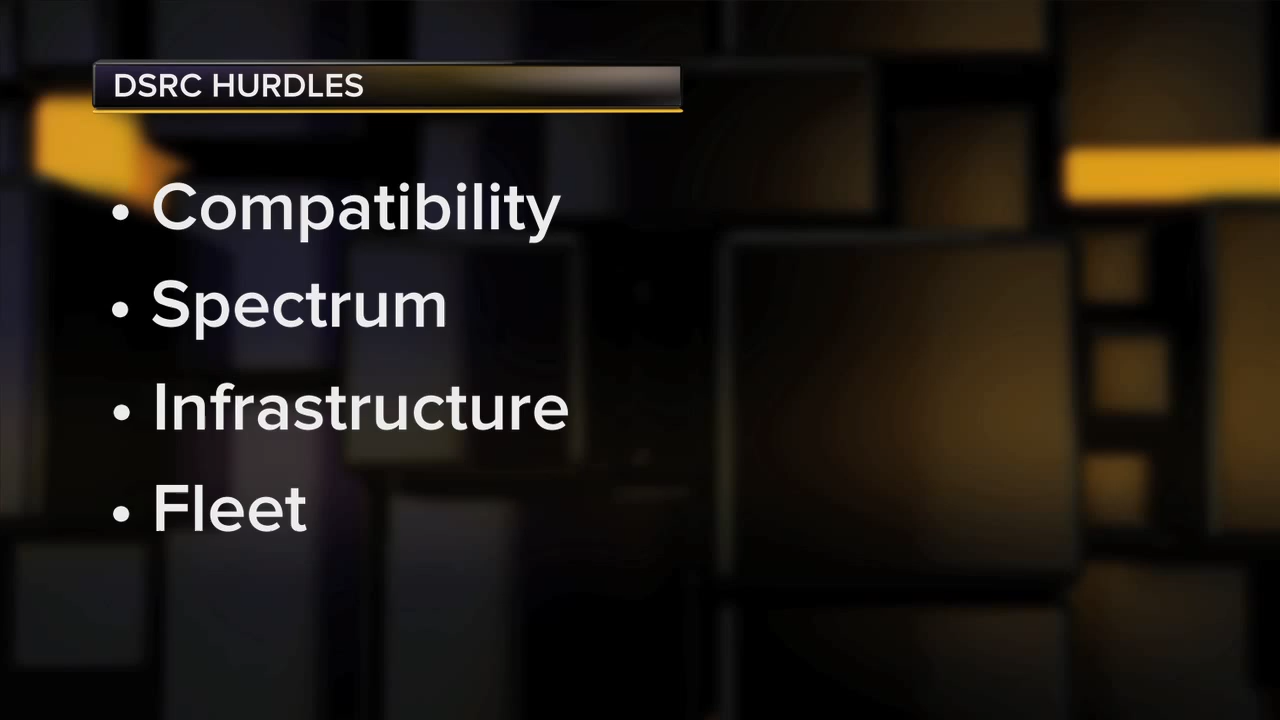 DSRC HURDLES
• Compatibility
• Spectrum
• Infrastructure
• Fleet